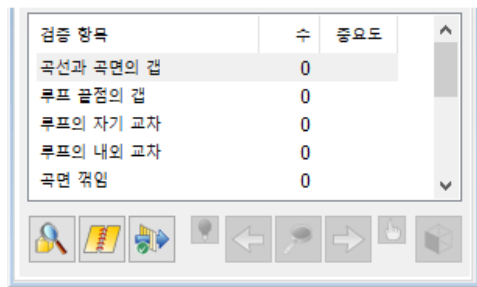 검증 항목 수 중요도
곡선과 곡면의 갭 0
루프 끝점의 갭 0
루프의 자기 교차 0
루프의 내외 교차 0
곡면 꺾임 0